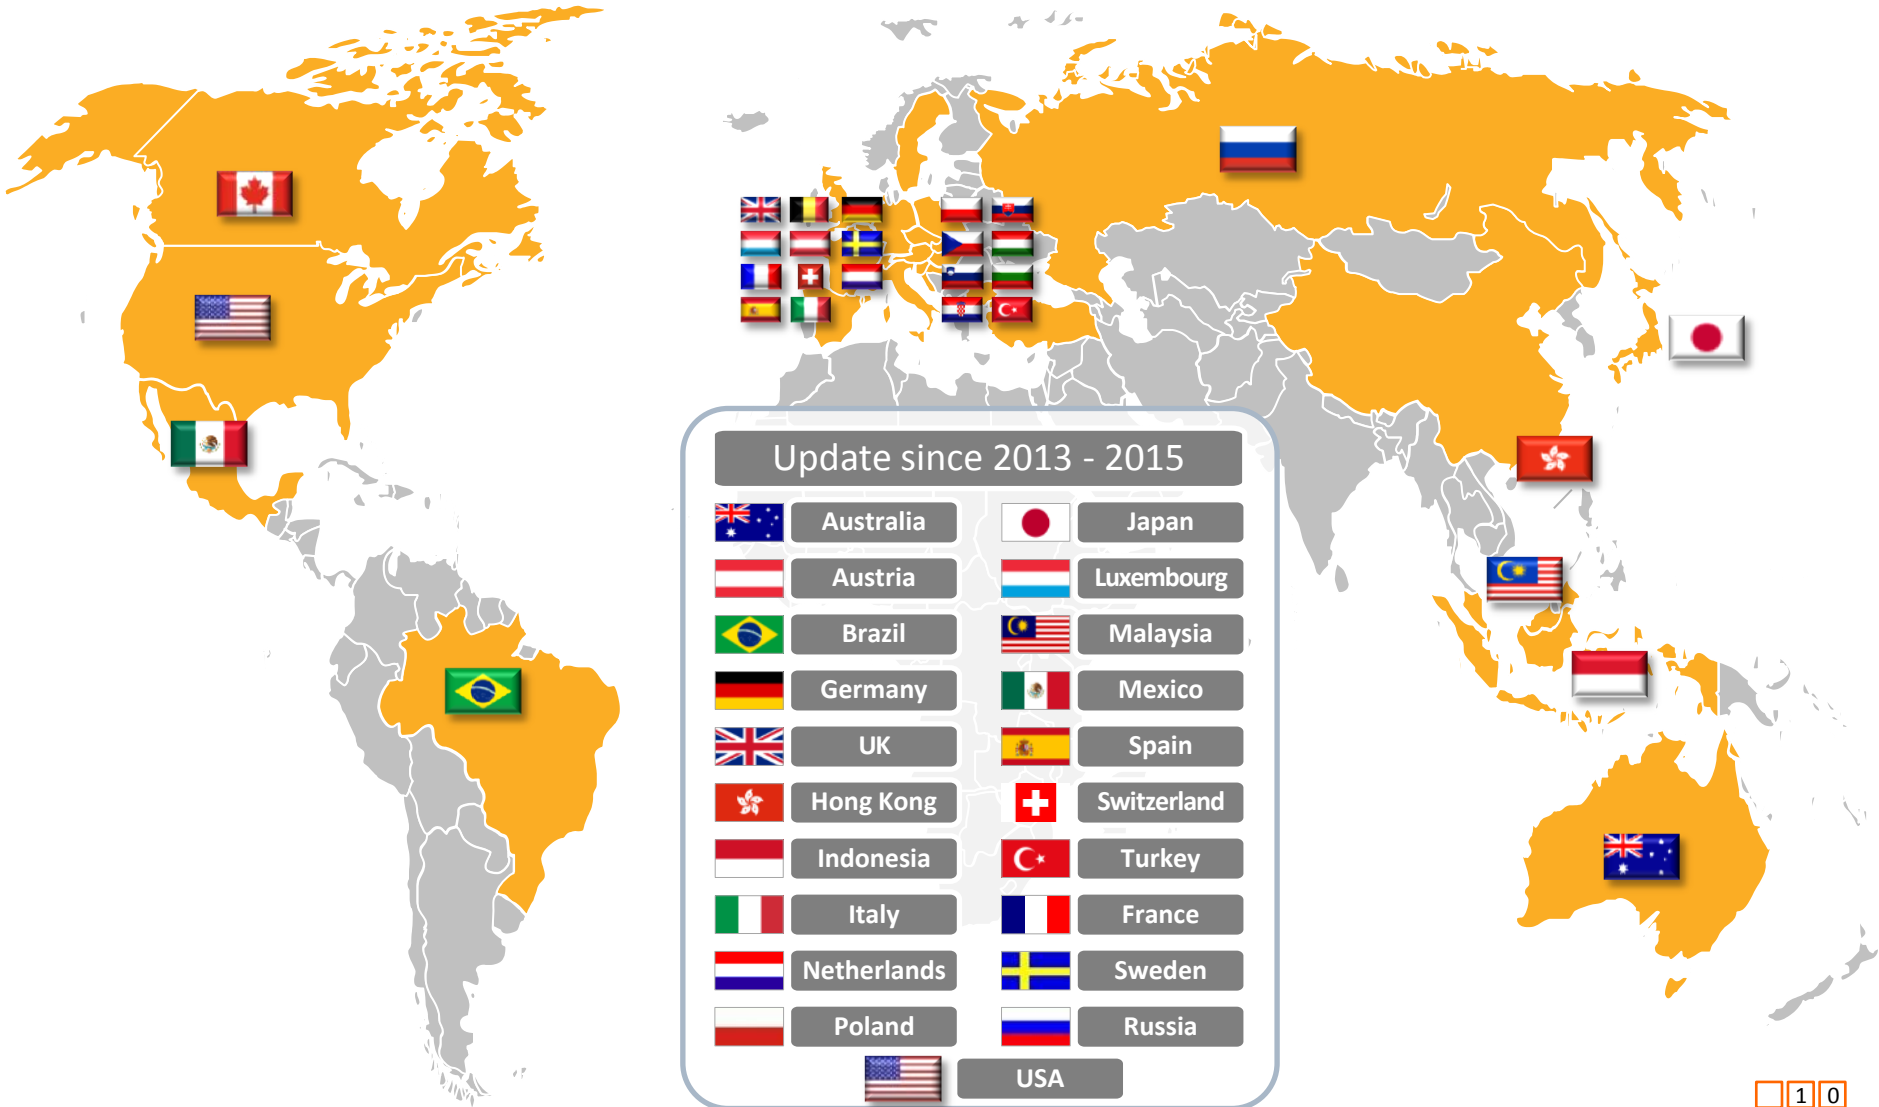 Update since 2013 - 2015
Australia Japan
Austria Luxembourg
Brazil Malaysia
Germany Mexico
UK Spain
Hong Kong Switzerland
Indonesia Turkey
Italy France
Netherlands Sweden
Poland Russia
USA
1 0